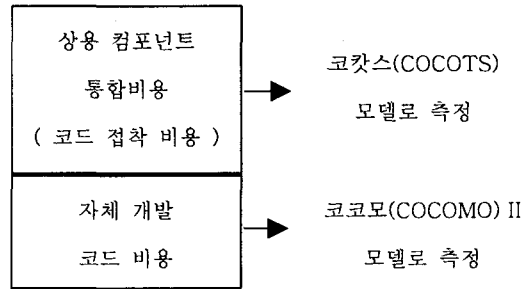 상용 컴포넌트
통합비용
( 코드 접착 비용 )
코캇스(COCOTS)
모델로 측정
자체 개발
코드 비용
코코모(COCOMO) II
모델로 측정